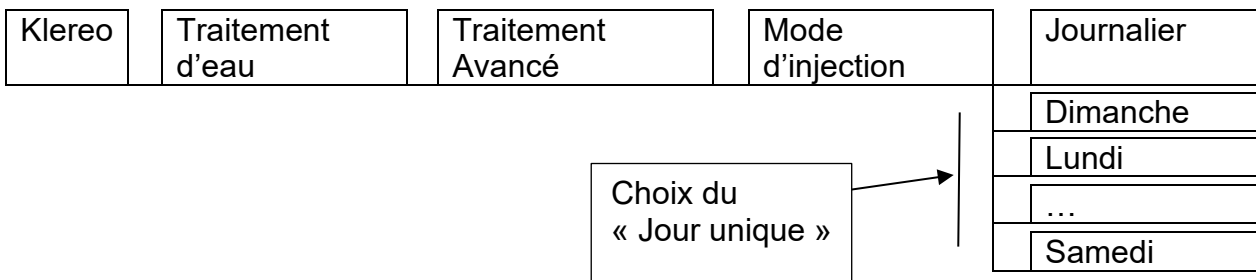 Klereo
Traitement
d’eau
Traitement
Avancé
Mode
d’injection
Journalier
Dimanche
Lundi
…
Samedi
Choix du
« Jour unique »